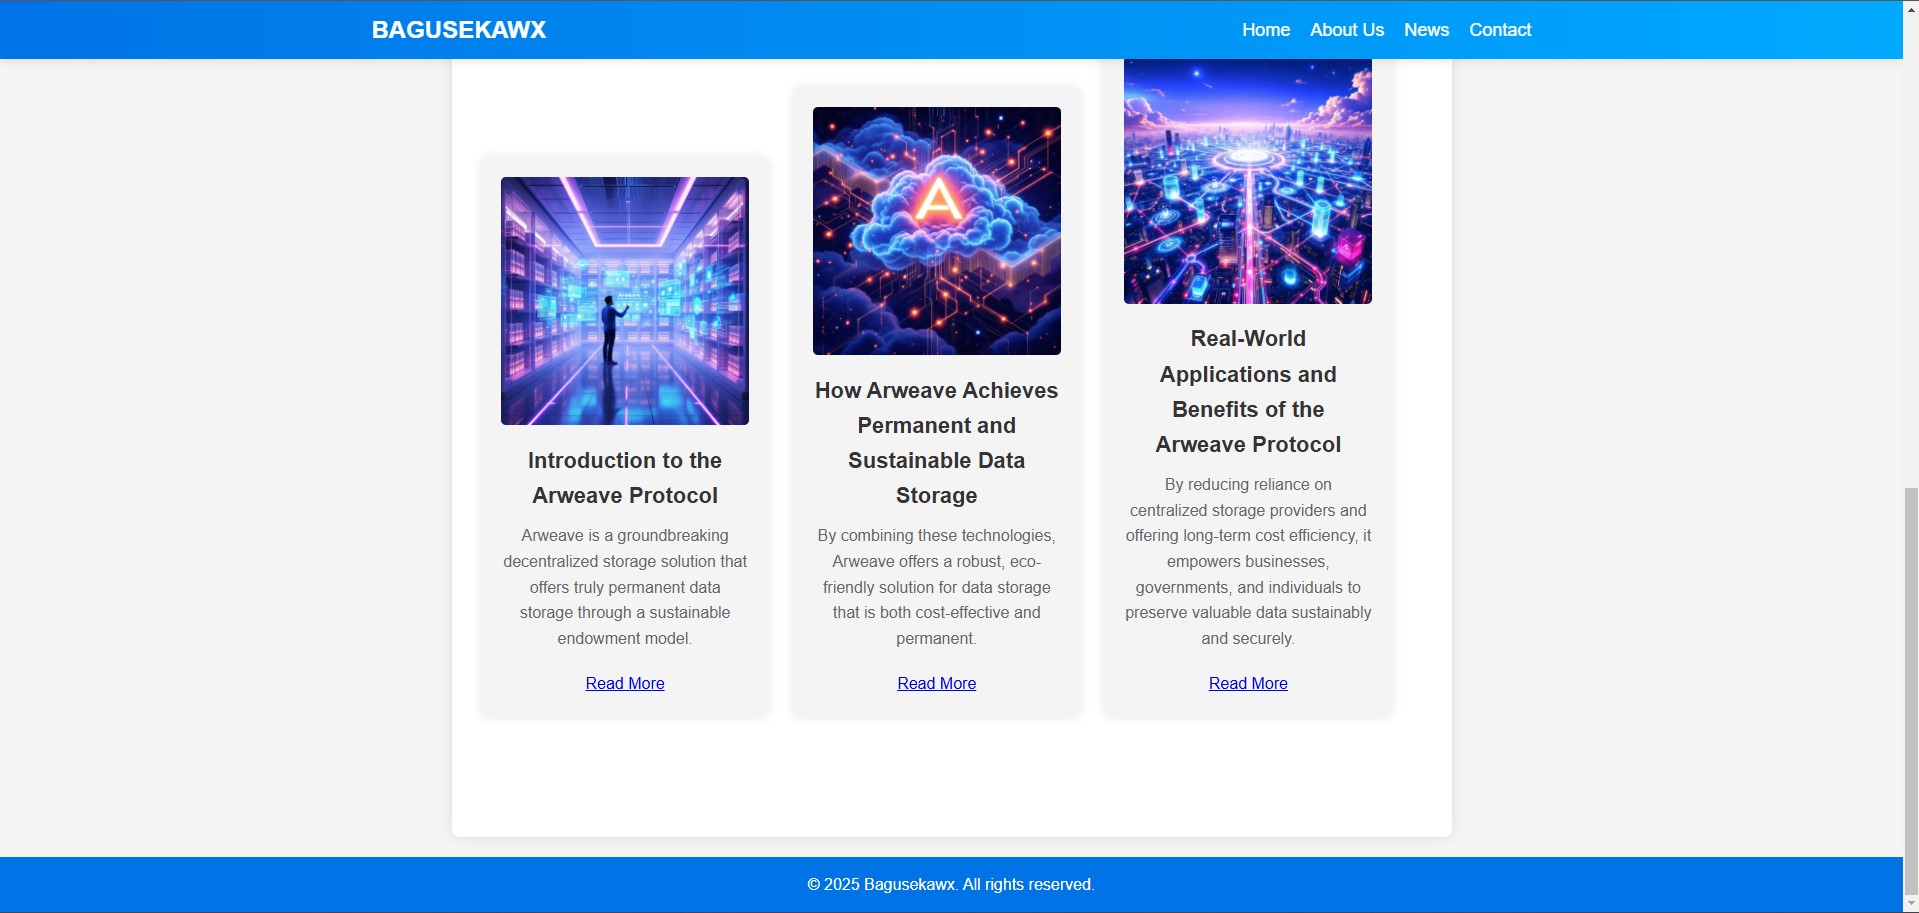 BAGUSEKAWX
Home About Us News Contact
A
Introduction to the
Arweave Protocol
Arweave is a groundbreaking
decentralized storage solution that
offers truly permanent data
storage through a sustainable
endowment model.
Read More
How Arweave Achieves
Permanent and
Sustainable Data
Storage
By combining these technologies,
Arweave offers a robust, eco-
friendly solution for data storage
that is both cost-effective and
permanent.
Read More
Real-World
Applications and
Benefits of the
Arweave Protocol
By reducing reliance on
centralized storage providers and
offering long-term cost efficiency, it
empowers businesses,
governments, and individuals to
preserve valuable data sustainably
and securely.
Read More
© 2025 Bagusekawx. All rights reserved.